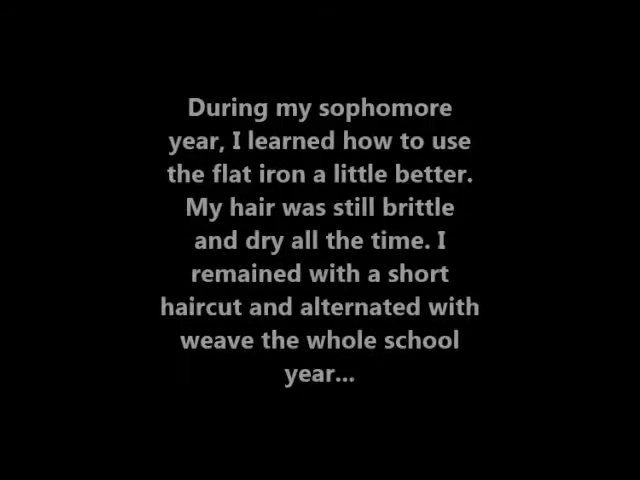 During my sophomore
year, I learned how to use
the flat iron a little better.
My hair was still brittle
and dry all the time. I
remained with a short
haircut and alternated with
weave the whole school
year...